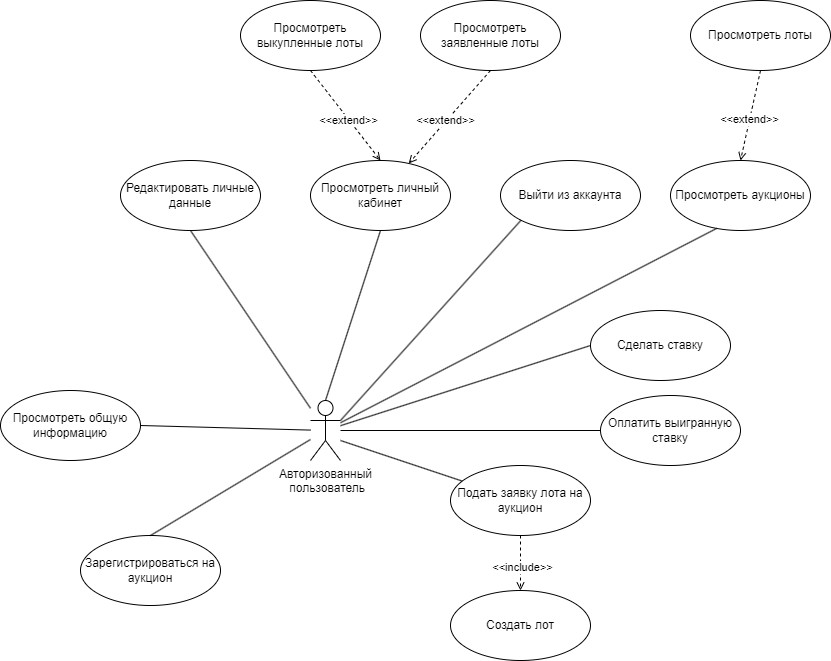 Просмотреть
выкупленные лоты
Просмотреть
заявленные лоты
Просмотреть лоты
<<extend>>
<<extend>>
<<extend>>
Редактировать личные
данные
Просмотреть личный
кабинет
Выйти из аккаунта
Просмотреть аукционы
Сделать ставку
Просмотреть общую
информацию
Оплатить выигранную
ставку
Авторизованный
пользователь
Подать заявку лота на
аукцион
Зарегистрироваться на
аукцион
<<include>>
Создать лот